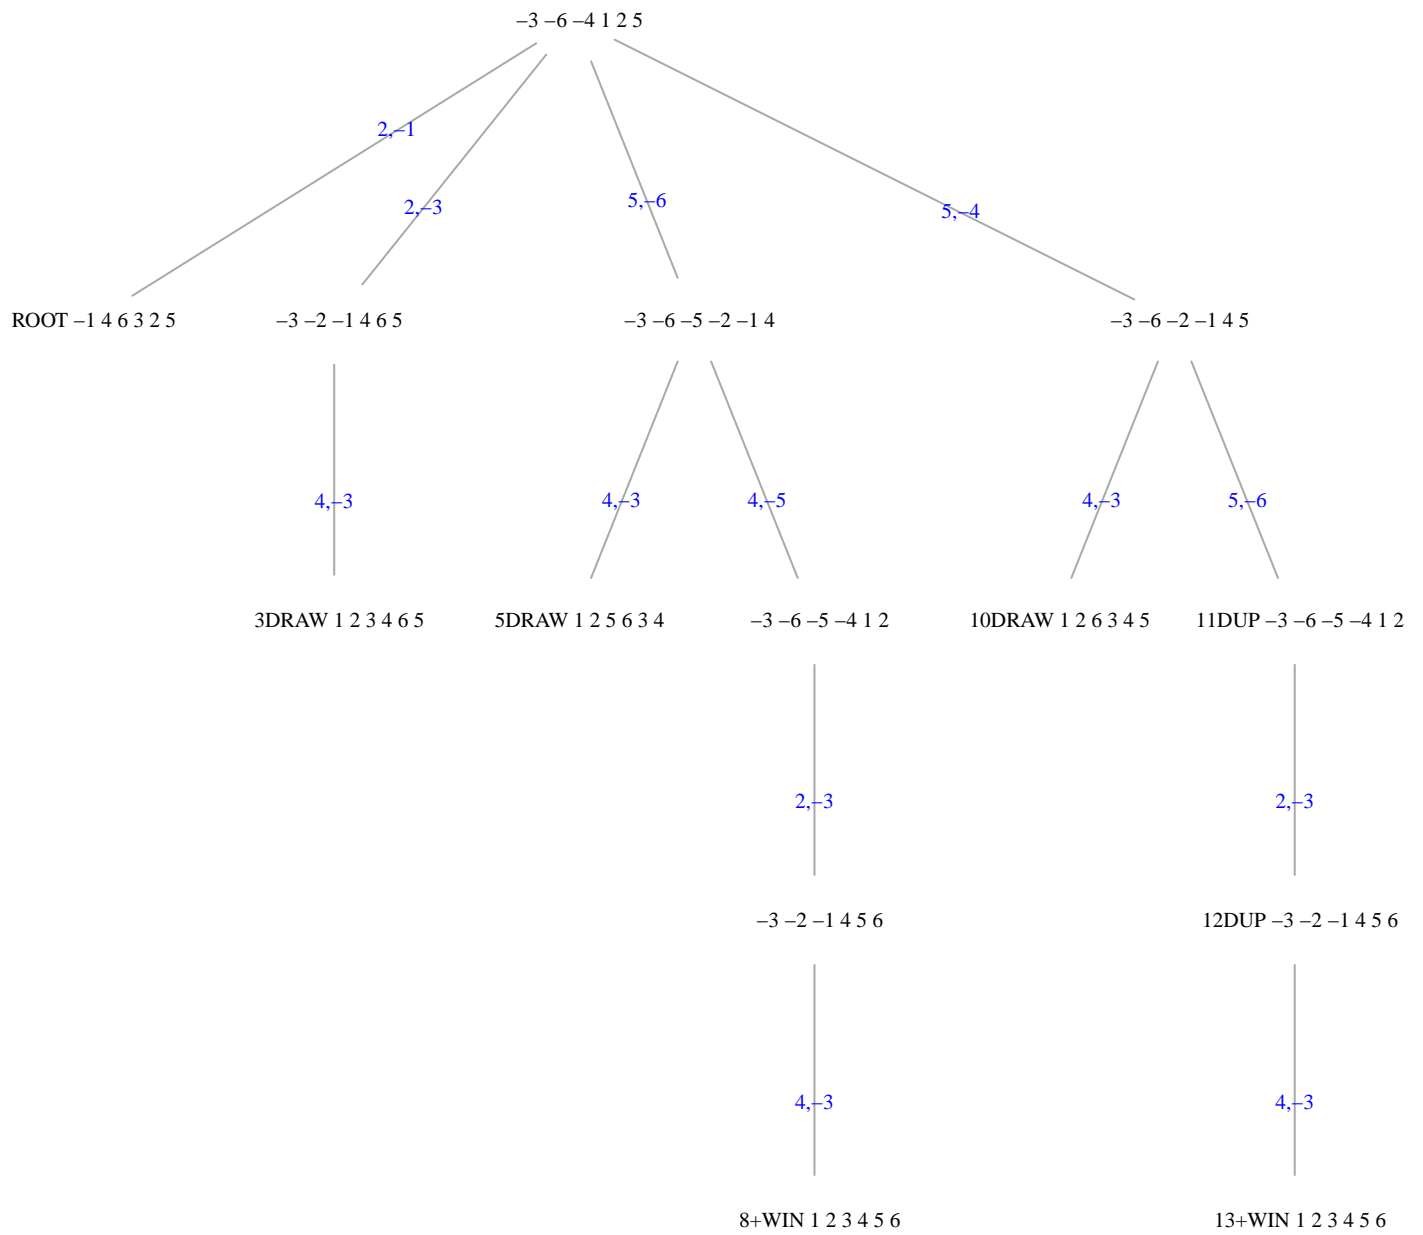 −3 −6 −4 1 2 5
2,−1
2,−3
5,−6
5,−4
ROOT −1 4 6 3 2 5
−3 −2 −1 4 6 5
−3 −6 −5 −2 −1 4
−3 −6 −2 −1 4 5
4,−3
4,−3
4,−5
4,−3
5,−6
3DRAW 1 2 3 4 6 5
5DRAW 1 2 5 6 3 4
−3 −6 −5 −4 1 2
10DRAW 1 2 6 3 4 5
11DUP −3 −6 −5 −4 1 2
2,−3
2,−3
−3 −2 −1 4 5 6
12DUP −3 −2 −1 4 5 6
4,−3
4,−3
8+WIN 1 2 3 4 5 6
13+WIN 1 2 3 4 5 6